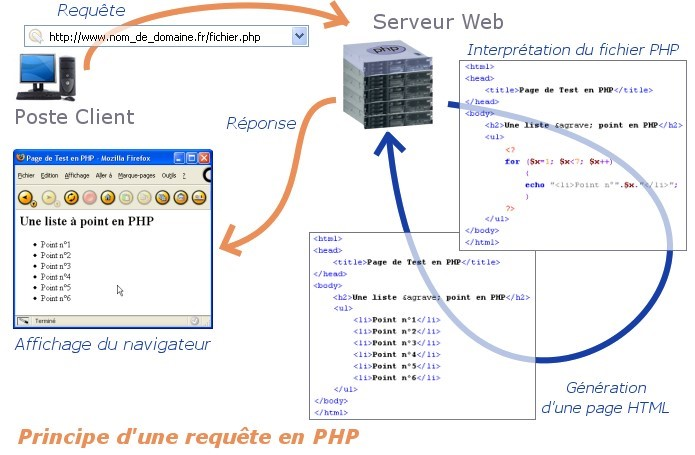 Requête
http://www.nom_de_domaine.fr/fichier.php
Serveur Web
php
Poste Client
Réponse
Interprétation du fichier PHP
<html>
<head>
<title>Page de Test en PHP</title>
</head>
<body>
<h2>Une liste &agrave; point en PHP</h2>
<ul>
<?
for ($x=1; $x<7; $x++)
{
echo "<li>Point n°".$x."</li>";
}
?>
</ul>
</body>
</html>
Page de Test en PHP - Mozilla Firefox
Fichier Edition Affichage Aller à Marque-pages Outils ?
Une liste à point en PHP
Point n°1
Point n°2
Point n°3
Point n°4
Point n°5
Point n°6
Terminé
Affichage du navigateur
<html>
<head>
<title>Page de Test en PHP</title>
</head>
<body>
<h2>Une liste &agrave; point en PHP</h2>
<ul>
<li>Point n°1</li>
<li>Point n°2</li>
<li>Point n°3</li>
<li>Point n°4</li>
<li>Point n°5</li>
<li>Point n°6</li>
</ul>
</body>
</html>
Génération
d'une page HTML
Principe d'une requête en PHP